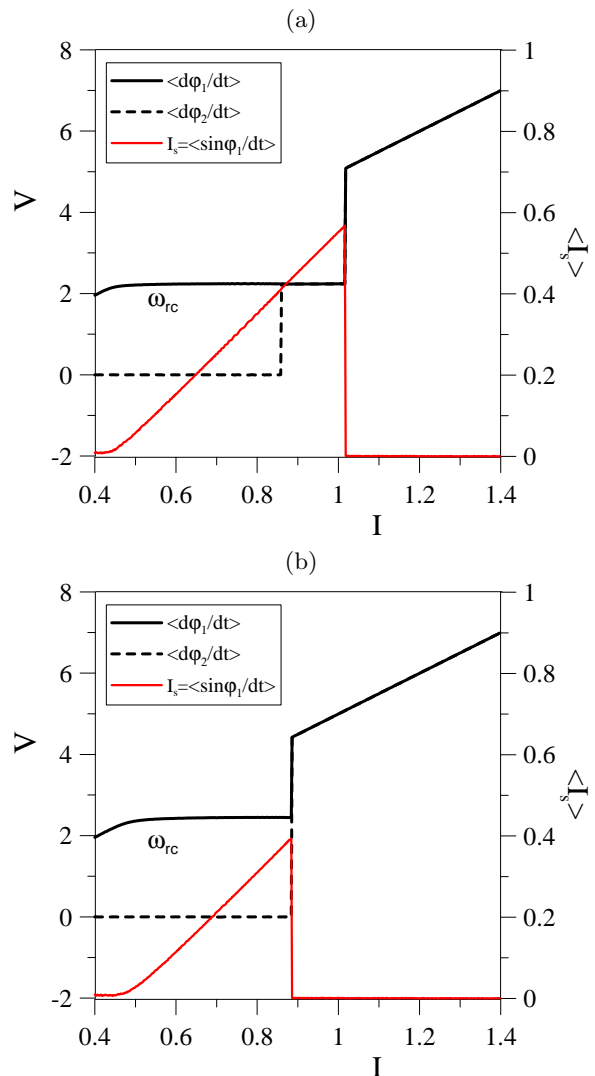 (a)
8
6
4
2
0
-2
V
1
0.8
0.6
0.4
0.2
0
<Is>
<dφ1/dt>
<dφ2/dt>
Is=<sinφ1/dt>
ωrc
0.4 0.6 0.8 1 1.2 1.4
I
(b)
8
6
4
2
0
-2
V
1
0.8
0.6
0.4
0.2
0
<Is>
<dφ1/dt>
<dφ2/dt>
Is=<sinφ1/dt>
ωrc
0.4 0.6 0.8 1 1.2 1.4
I